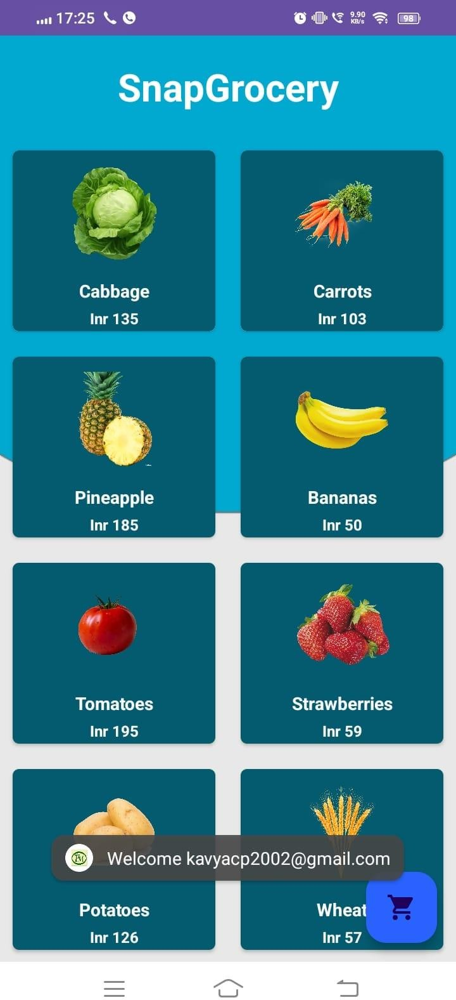 17:25 9.90 KB/s 98
SnapGrocery
Cabbage Carrots
Inr 135 Inr 103
Pineapple Bananas
Inr 185 Inr 50
Tomatoes Strawberries
Inr 195 Inr 59
Welcome kavyacp2002@gmail.com
Potatoes Wheat
Inr 126 Inr 57